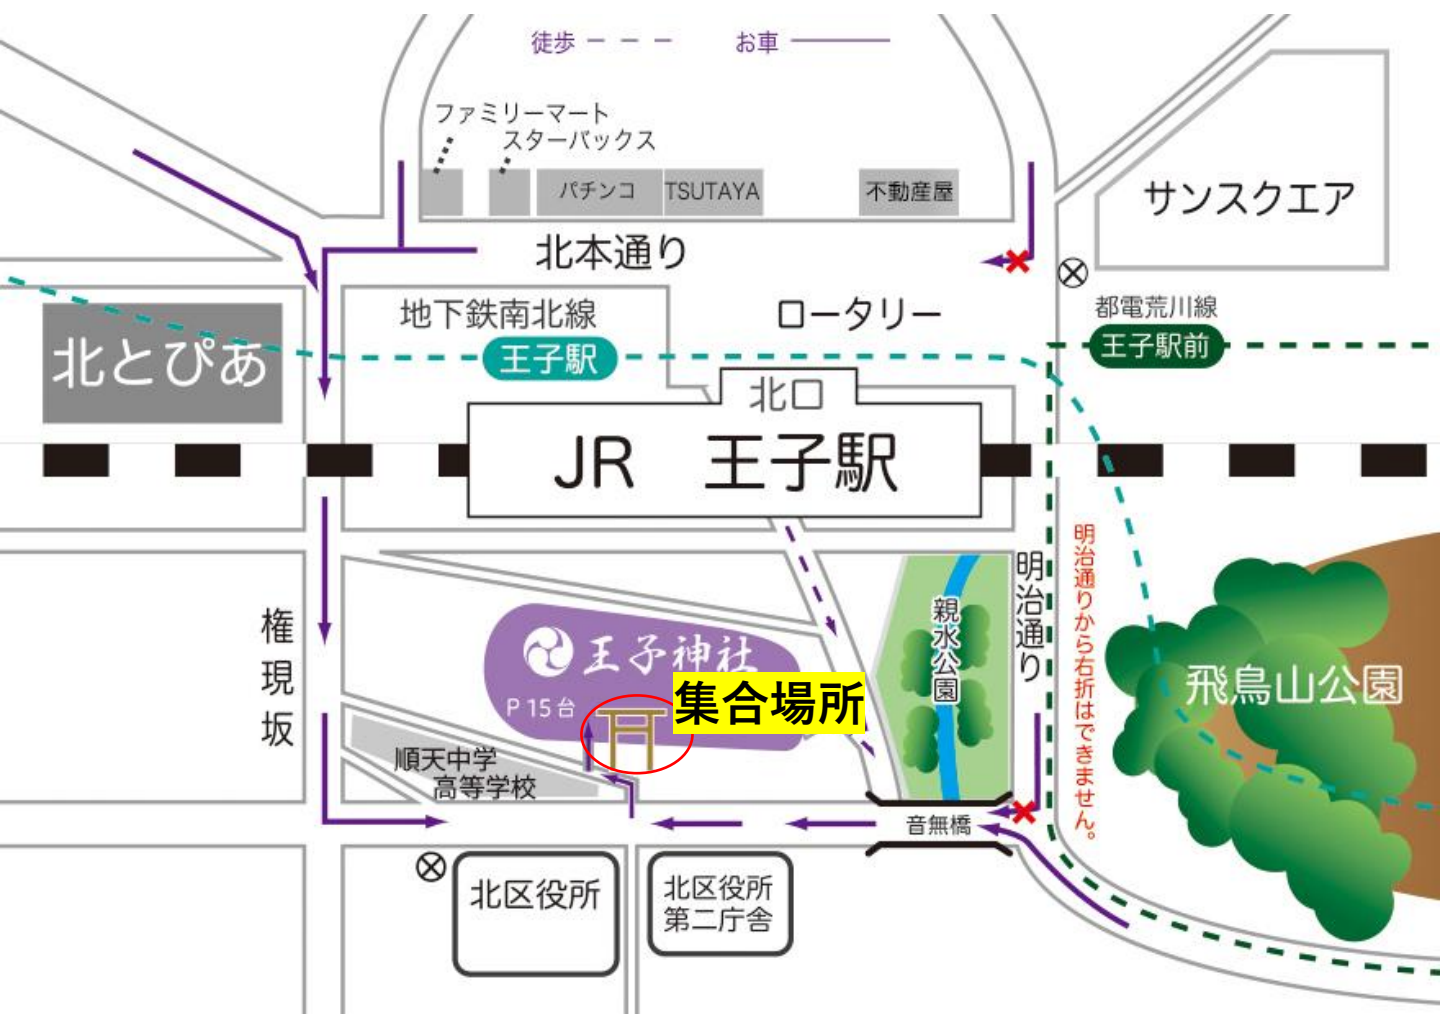 徒歩
お車
ファミリーマート
スターバックス
パチンコ
TSUTAYA
不動産屋
サンスクエア
北本通り
地下鉄南北線
王子駅
ロータリー
都電荒川線
王子駅前
北とぴあ
北口
JR 王子駅
明治通り
明治通りから右折はできません。
親水公園
権現坂
王子神社
P 15台
集合場所
飛鳥山公園
順天中学
高等学校
音無橋
北区役所
北区役所
第二庁舎